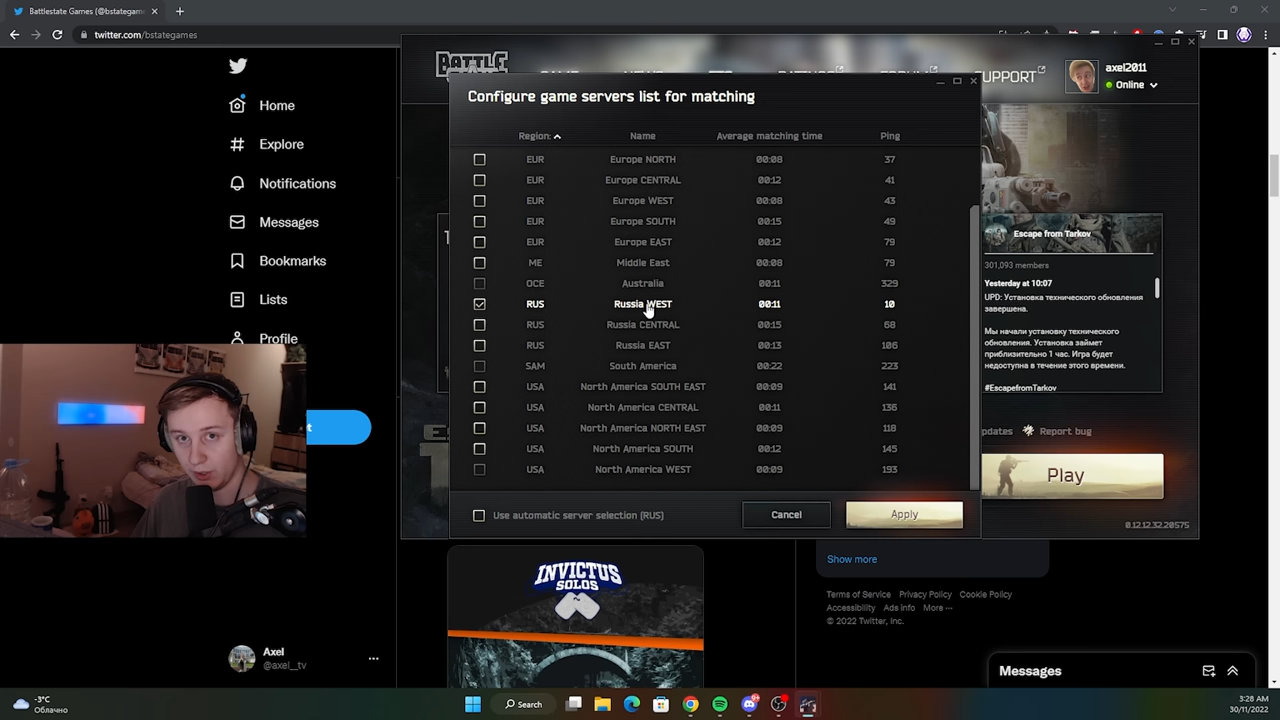 Battlestate Games (@bstategames
twitter.com/bstategames
Home
Explore
Notifications
Messages
Bookmarks
Lists
Profile
Axel
@axel__tv
BATTLE
SUPPORT
axel2011
Online
Configure game servers list for matching
Region: Name Average matching time Ping
EUR Europe NORTH 00:08 37
EUR Europe CENTRAL 00:12 41
EUR Europe WEST 00:08 43
EUR Europe SOUTH 00:15 49
EUR Europe EAST 00:12 79
ME Middle East 00:08 79
OCE Australia 00:11 329
RUS Russia WEST 00:11 10
RUS Russia CENTRAL 00:15 68
RUS Russia EAST 00:13 106
SAM South America 00:22 223
USA North America SOUTH EAST 00:09 141
USA North America CENTRAL 00:11 136
USA North America NORTH EAST 00:09 118
USA North America SOUTH 00:12 145
USA North America WEST 00:09 193
Use automatic server selection (RUS)
Cancel
Apply
Escape from Tarkov
301,093 members
Yesterday at 10:07
UPD: Установка технического обновления
завершена.
Мы начали установку технического
обновления. Установка займет
приблизительно 1 час. Игра будет
недоступна в течение этого времени.
#EscapefromTarkov
pdates
Report bug
Play
0.12.12.32.20575
INVICTUS
SOLOS
Show more
Terms of Service Privacy Policy Cookie Policy
Accessibility Ads info More ···
© 2022 Twitter, Inc.
Messages
-3°C
Облачно
Search
3:28 AM
30/11/2022